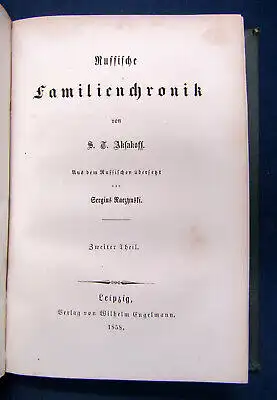 Russische
Familienchronik
von
S. T. Aksakoff.
Aus dem Russischen übersetzt
von
Sergius Raczynski.
Zweiter Theil.
Leipzig,
Verlag von Wilhelm Engelmann.
1858.